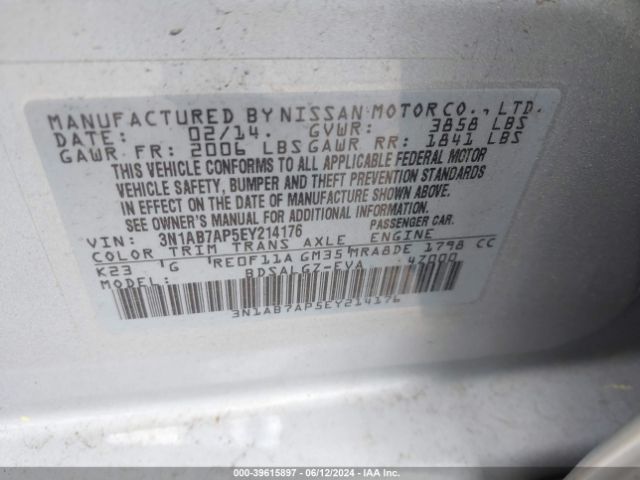 MANUFACTURED BY NISSAN MOTOR CO., LTD.
DATE: 02/14. GVWR: 3858 LBS
GAWR FR: 2006 LBS GAWR RR: 1841 LBS
THIS VEHICLE CONFORMS TO ALL APPLICABLE FEDERAL MOTOR
VEHICLE SAFETY, BUMPER AND THEFT PREVENTION STANDARDS
IN EFFECT ON THE DATE OF MANUFACTURE SHOWN ABOVE.
SEE OWNER'S MANUAL FOR ADDITIONAL INFORMATION.
VIN: 3N1AB7AP5EY214176 PASSENGER CAR.
COLOR TRIM TRANS AXLE ENGINE
K23 G RE0F11A GM35 MRA8DE 1798 CC
MODEL: BDSALGZ-EVA 47000
3N1AB7AP5EY214176
000-39615897 - 06/12/2024 - IAA Inc.